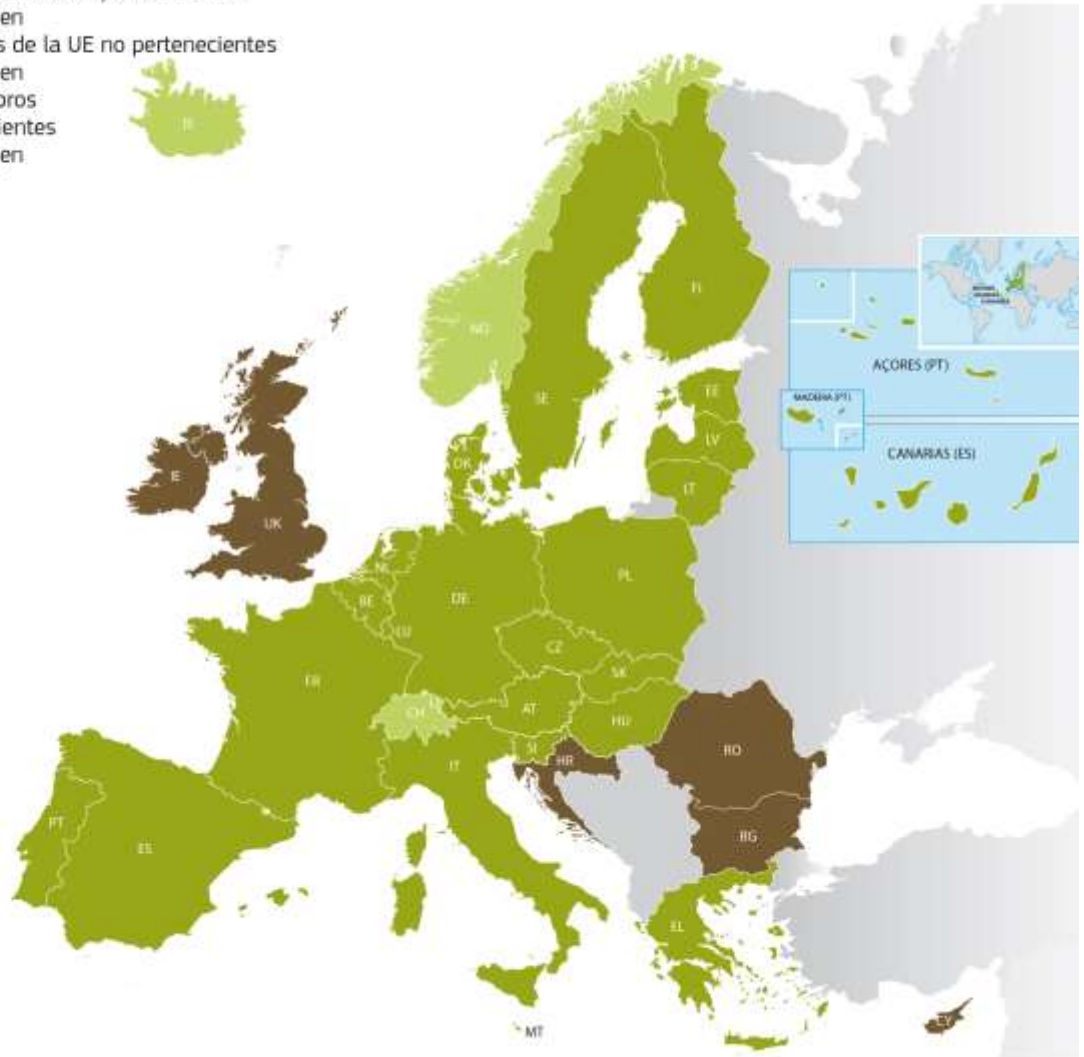 en
s de la UE no pertenecientes
en
bros
ientes
en
IS
NO
FI
SE
EE
LV
LT
DK
IE
UK
NL
BE
LU
DE
PL
CZ
SK
FR
CH
AT
HU
SI
HR
IT
RO
BG
PT
ES
EL
MT
CY
AÇORES (PT)
MADEIRA (PT)
CANARIAS (ES)